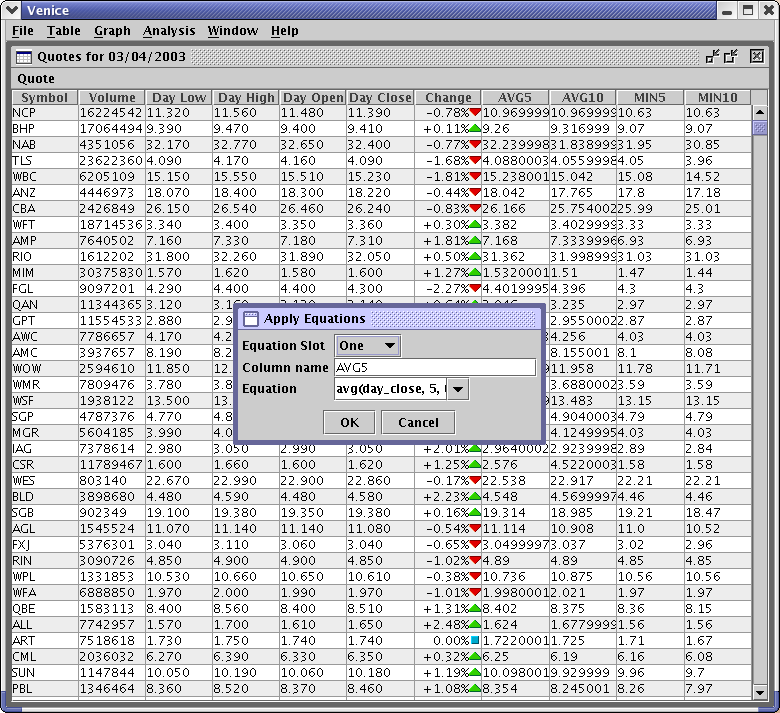 Venice
File Table Graph Analysis Window Help
Quotes for 03/04/2003
Quote
Symbol Volume Day Low Day High Day Open Day Close Change AVG5 AVG10 MIN5 MIN10
NCP 16224542 11.320 11.560 11.480 11.390 -0.78% 10.969999 10.969999 10.63 10.63
BHP 17064494 9.390 9.470 9.400 9.410 +0.11% 9.26 9.316999 9.07 9.07
NAB 4351056 32.170 32.770 32.650 32.400 -0.77% 32.239998 31.838999 31.95 30.85
TLS 23622360 4.090 4.170 4.160 4.090 -1.68% 4.0880003 4.0559998 4.05 3.96
WBC 6205109 15.150 15.550 15.510 15.230 -1.81% 15.238001 15.042 15.08 14.52
ANZ 4446973 18.070 18.400 18.300 18.220 -0.44% 18.042 17.765 17.8 17.18
CBA 2426849 26.150 26.540 26.460 26.240 -0.83% 26.166 25.754002 25.99 25.01
WFT 18714536 3.340 3.400 3.350 3.360 +0.30% 3.382 3.4029999 3.33 3.33
AMP 7640502 7.160 7.330 7.180 7.310 +1.81% 7.168 7.3339996 6.93 6.93
RIO 1612202 31.800 32.260 31.890 32.050 +0.50% 31.362 31.998999 31.03 31.03
MIM 30375830 1.570 1.620 1.580 1.600 +1.27% 1.5320001 1.51 1.47 1.44
FGL 9097201 4.290 4.400 4.400 4.300 -2.27% 4.4019995 4.396 4.3 4.3
QAN 11344365 3.120 3.235 2.97 2.97
GPT 11554533 2.880 2.9 2.9550002 2.87 2.87
AWC 7786657 4.170 4.2 4.256 4.03 4.03
AMC 3937657 8.190 8.2 8.155001 8.1 8.08
WOW 2594610 11.850 12. 11.958 11.78 11.71
WMR 7809476 3.780 3.8 3.6880002 3.59 3.59
WSF 1938122 13.500 13. 13.483 13.15 13.15
SGP 4787373 4.770 4.8 4.9040003 4.79 4.79
MGR 5604185 3.990 4.0 4.1249995 4.03 4.03
Apply Equations
Equation Slot One
Column name AVG5
Equation avg(day_close, 5,
OK Cancel
IAG 7378614 2.980 3.050 2.990 3.050 +2.01% 2.9640002 2.9239998 2.89 2.84
CSR 11789467 1.600 1.660 1.600 1.620 +1.25% 2.576 4.5220003 1.58 1.58
WES 803140 22.670 22.990 22.900 22.860 -0.17% 22.538 22.917 22.21 22.21
BLD 3898680 4.480 4.590 4.480 4.580 +2.23% 4.548 4.5699997 4.46 4.46
SGB 902349 19.100 19.380 19.350 19.380 +0.16% 19.314 18.985 19.21 18.47
AGL 1545524 11.070 11.140 11.140 11.080 -0.54% 11.114 10.908 11.0 10.52
FXJ 5376301 3.040 3.110 3.060 3.040 -0.65% 3.0499997 3.037 3.02 2.96
RIN 3090726 4.850 4.900 4.900 4.850 -1.02% 4.89 4.89 4.85 4.85
WPL 1331853 10.530 10.660 10.650 10.610 -0.38% 10.736 10.875 10.56 10.56
WFA 6888850 1.970 2.000 1.990 1.970 -1.01% 1.9980001 2.021 1.97 1.97
QBE 1583113 8.400 8.560 8.400 8.510 +1.31% 8.402 8.375 8.36 8.15
ALL 7742957 1.570 1.700 1.610 1.650 +2.48% 1.624 1.6779999 1.56 1.56
ART 7518618 1.730 1.750 1.740 1.740 0.00% 1.7220001 1.725 1.71 1.67
CML 2036032 6.270 6.390 6.330 6.350 +0.32% 6.25 6.19 6.16 6.08
SUN 1147844 10.050 10.190 10.060 10.180 +1.19% 10.098001 9.929999 9.96 9.7
PBL 1346464 8.360 8.520 8.370 8.460 +1.08% 8.354 8.245001 8.26 7.97